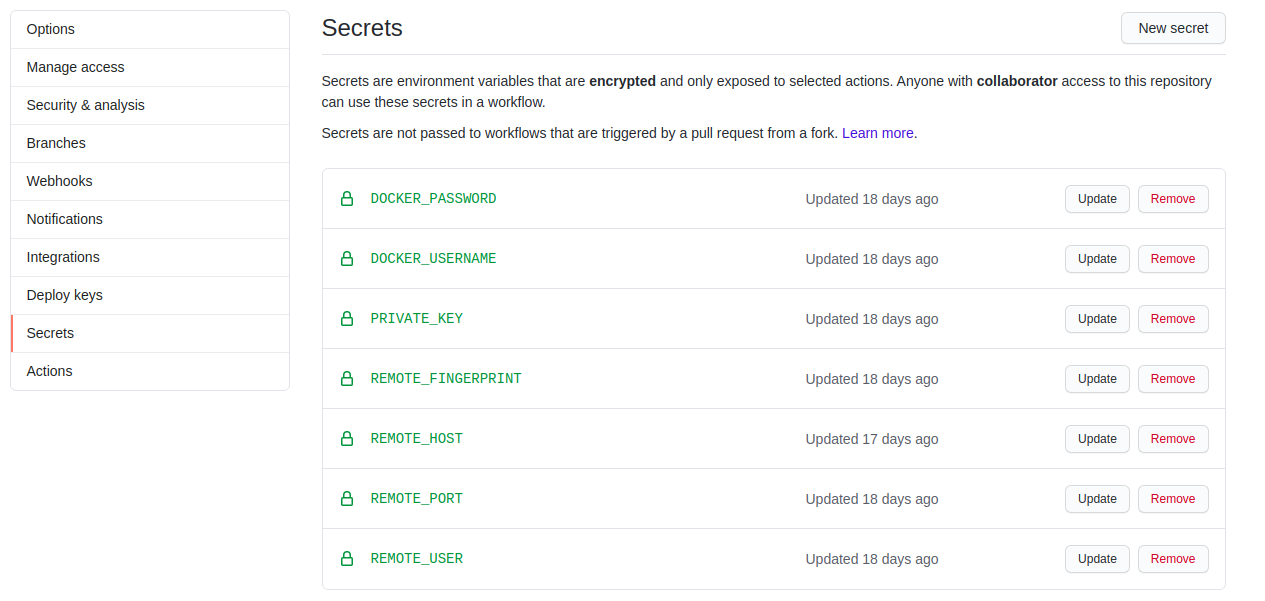 Options
Manage access
Security & analysis
Branches
Webhooks
Notifications
Integrations
Deploy keys
Secrets
Actions
Secrets
New secret
Secrets are environment variables that are encrypted and only exposed to selected actions. Anyone with collaborator access to this repository
can use these secrets in a workflow.
Secrets are not passed to workflows that are triggered by a pull request from a fork. Learn more.
DOCKER_PASSWORD Updated 18 days ago Update Remove
DOCKER_USERNAME Updated 18 days ago Update Remove
PRIVATE_KEY Updated 18 days ago Update Remove
REMOTE_FINGERPRINT Updated 18 days ago Update Remove
REMOTE_HOST Updated 17 days ago Update Remove
REMOTE_PORT Updated 18 days ago Update Remove
REMOTE_USER Updated 18 days ago Update Remove